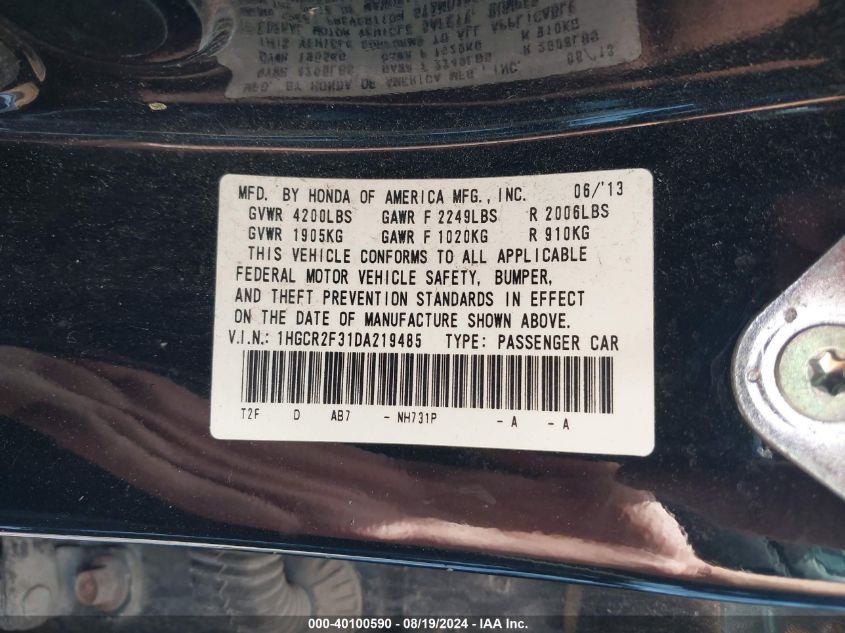 MFD. BY HONDA OF AMERICA MFG., INC. 06/'13
GVWR 4200LBS GAWR F 2249LBS R 2006LBS
GVWR 1905KG GAWR F 1020KG R 910KG
THIS VEHICLE CONFORMS TO ALL APPLICABLE
FEDERAL MOTOR VEHICLE SAFETY, BUMPER,
AND THEFT PREVENTION STANDARDS IN EFFECT
ON THE DATE OF MANUFACTURE SHOWN ABOVE.
V.I.N.: 1HGCR2F31DA219485 TYPE: PASSENGER CAR
T2F D AB7 - NH731P - A - A
000-40100590 - 08/19/2024 - IAA Inc.